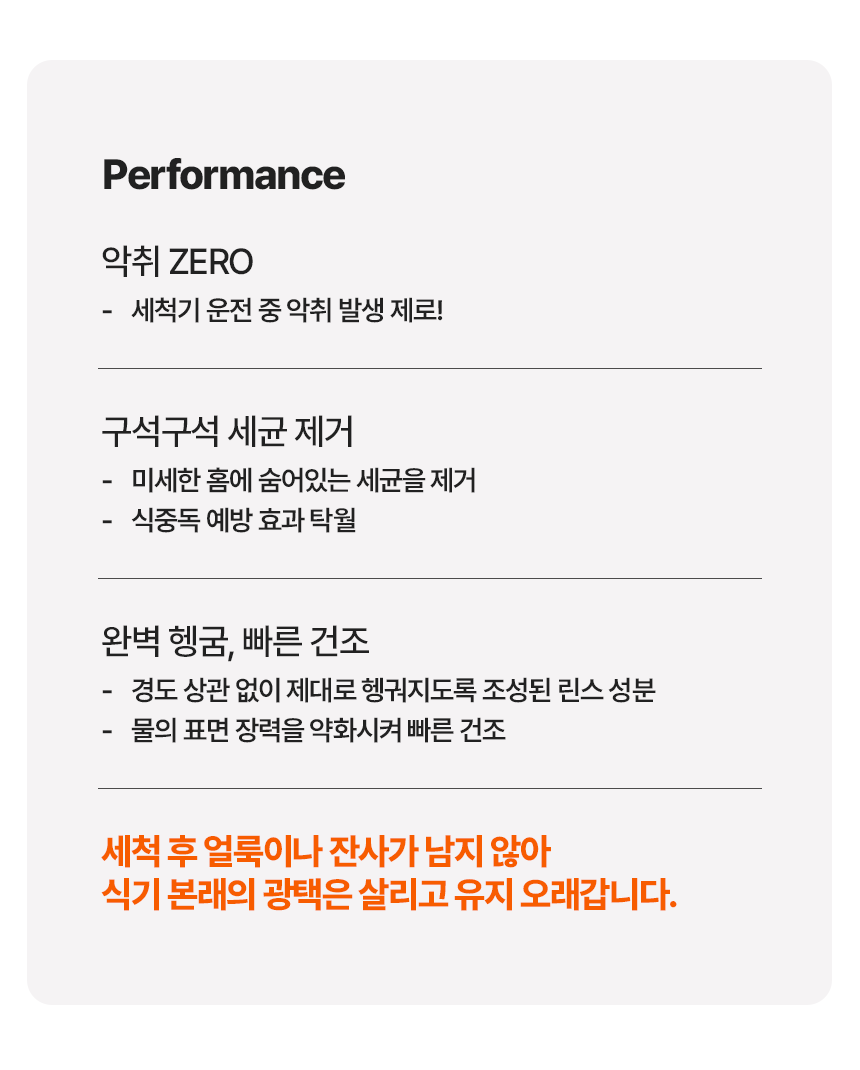 Performance
악취 ZERO
- 세척기 운전 중 악취 발생 제로!
구석구석 세균 제거
- 미세한 홈에 숨어있는 세균을 제거
- 식중독 예방 효과 탁월
완벽 헹굼, 빠른 건조
- 경도 상관 없이 제대로 헹궈지도록 조성된 린스 성분
- 물의 표면 장력을 약화시켜 빠른 건조
세척 후 얼룩이나 잔사가 남지 않아
식기 본래의 광택은 살리고 유지 오래갑니다.